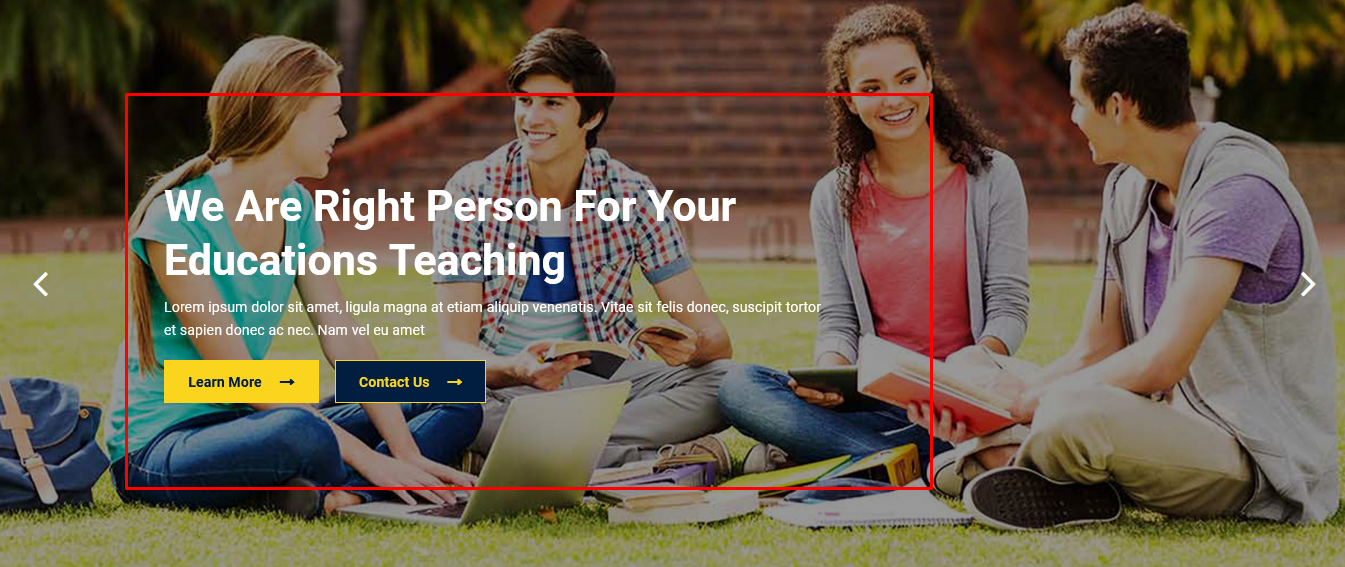 We Are Right Person For Your
Educations Teaching
Lorem ipsum dolor sit amet, ligula magna at etiam aliquip venenatis. Vitae sit felis donec, suscipit tortor
et sapien donec ac nec. Nam vel eu amet
Learn More
Contact Us